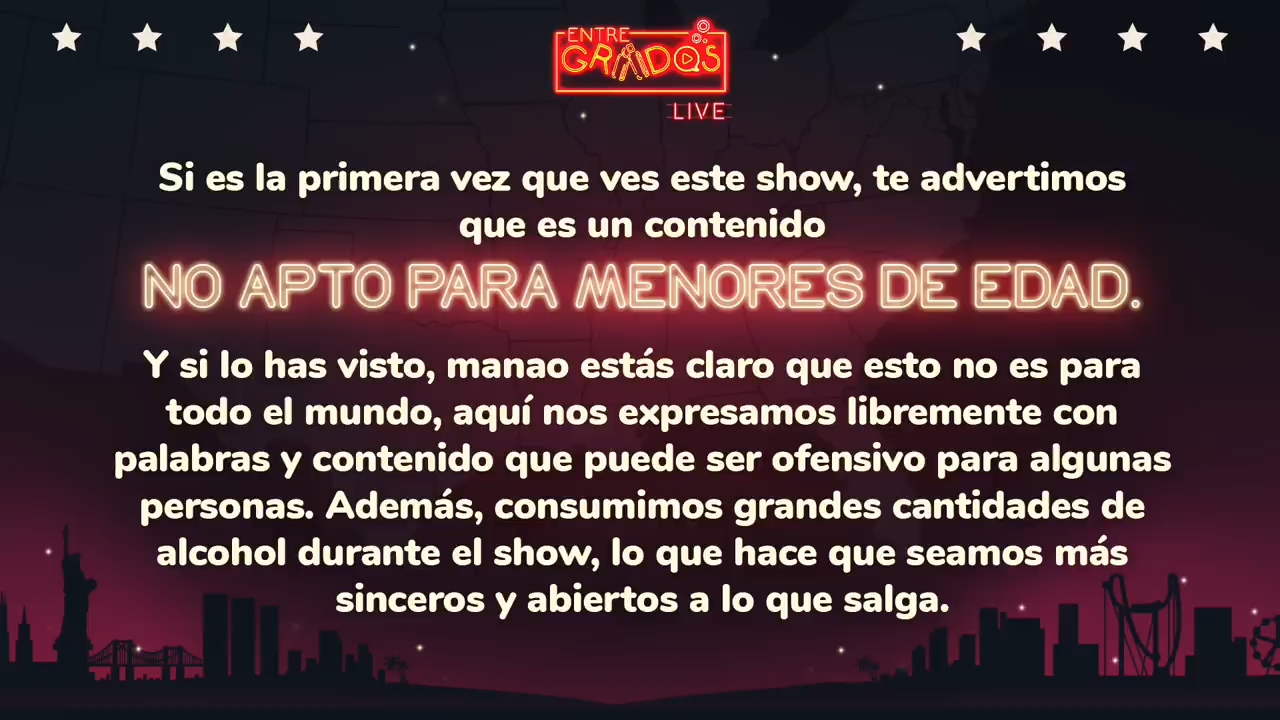 ENTRE
GRADOS
LIVE
Si es la primera vez que ves este show, te advertimos
que es un contenido
NO APTO PARA MENORES DE EDAD.
Y si lo has visto, manao estás claro que esto no es para
todo el mundo, aquí nos expresamos libremente con
palabras y contenido que puede ser ofensivo para algunas
personas. Además, consumimos grandes cantidades de
alcohol durante el show, lo que hace que seamos más
sinceros y abiertos a lo que salga.